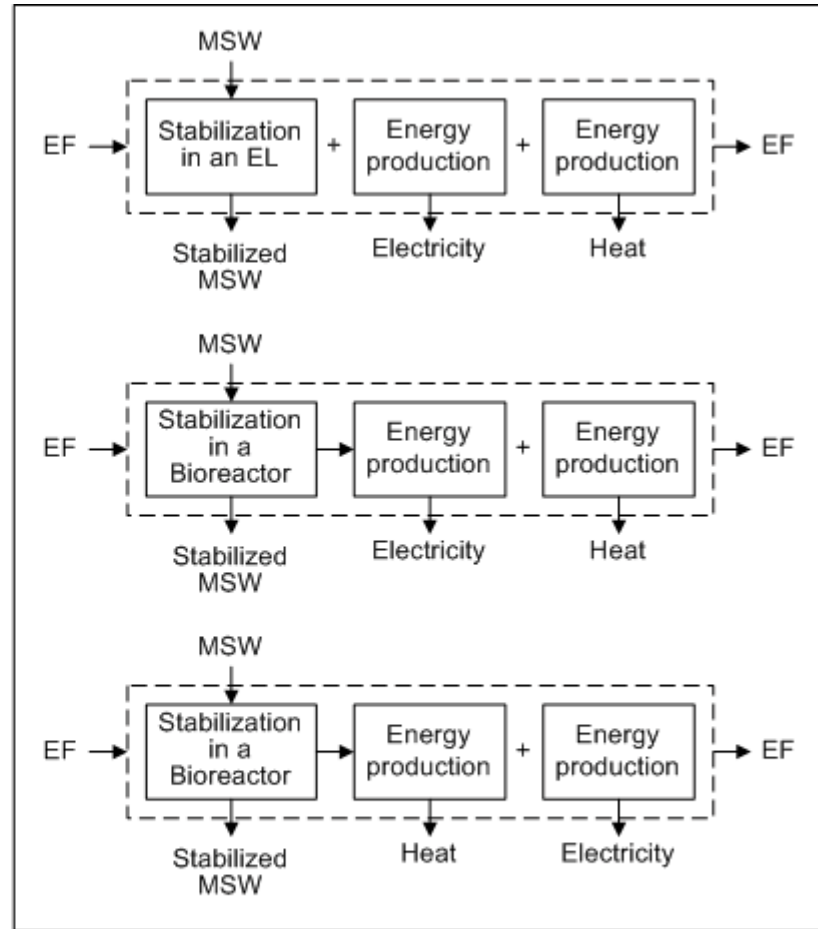 MSW
EF
Stabilization
in an EL
+
Energy
production
+
Energy
production
EF
Stabilized
MSW
Electricity
Heat
MSW
EF
Stabilization
in a
Bioreactor
Energy
production
+
Energy
production
EF
Stabilized
MSW
Electricity
Heat
MSW
EF
Stabilization
in a
Bioreactor
Energy
production
+
Energy
production
EF
Stabilized
MSW
Heat
Electricity